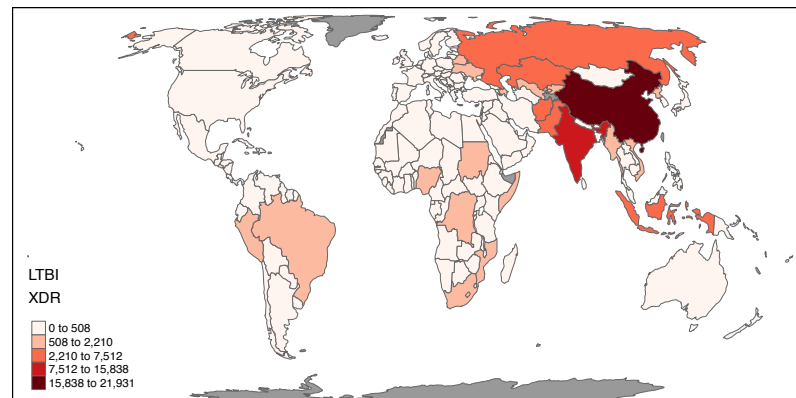 LTBI
XDR
0 to 508
508 to 2,210
2,210 to 7,512
7,512 to 15,838
15,838 to 21,931